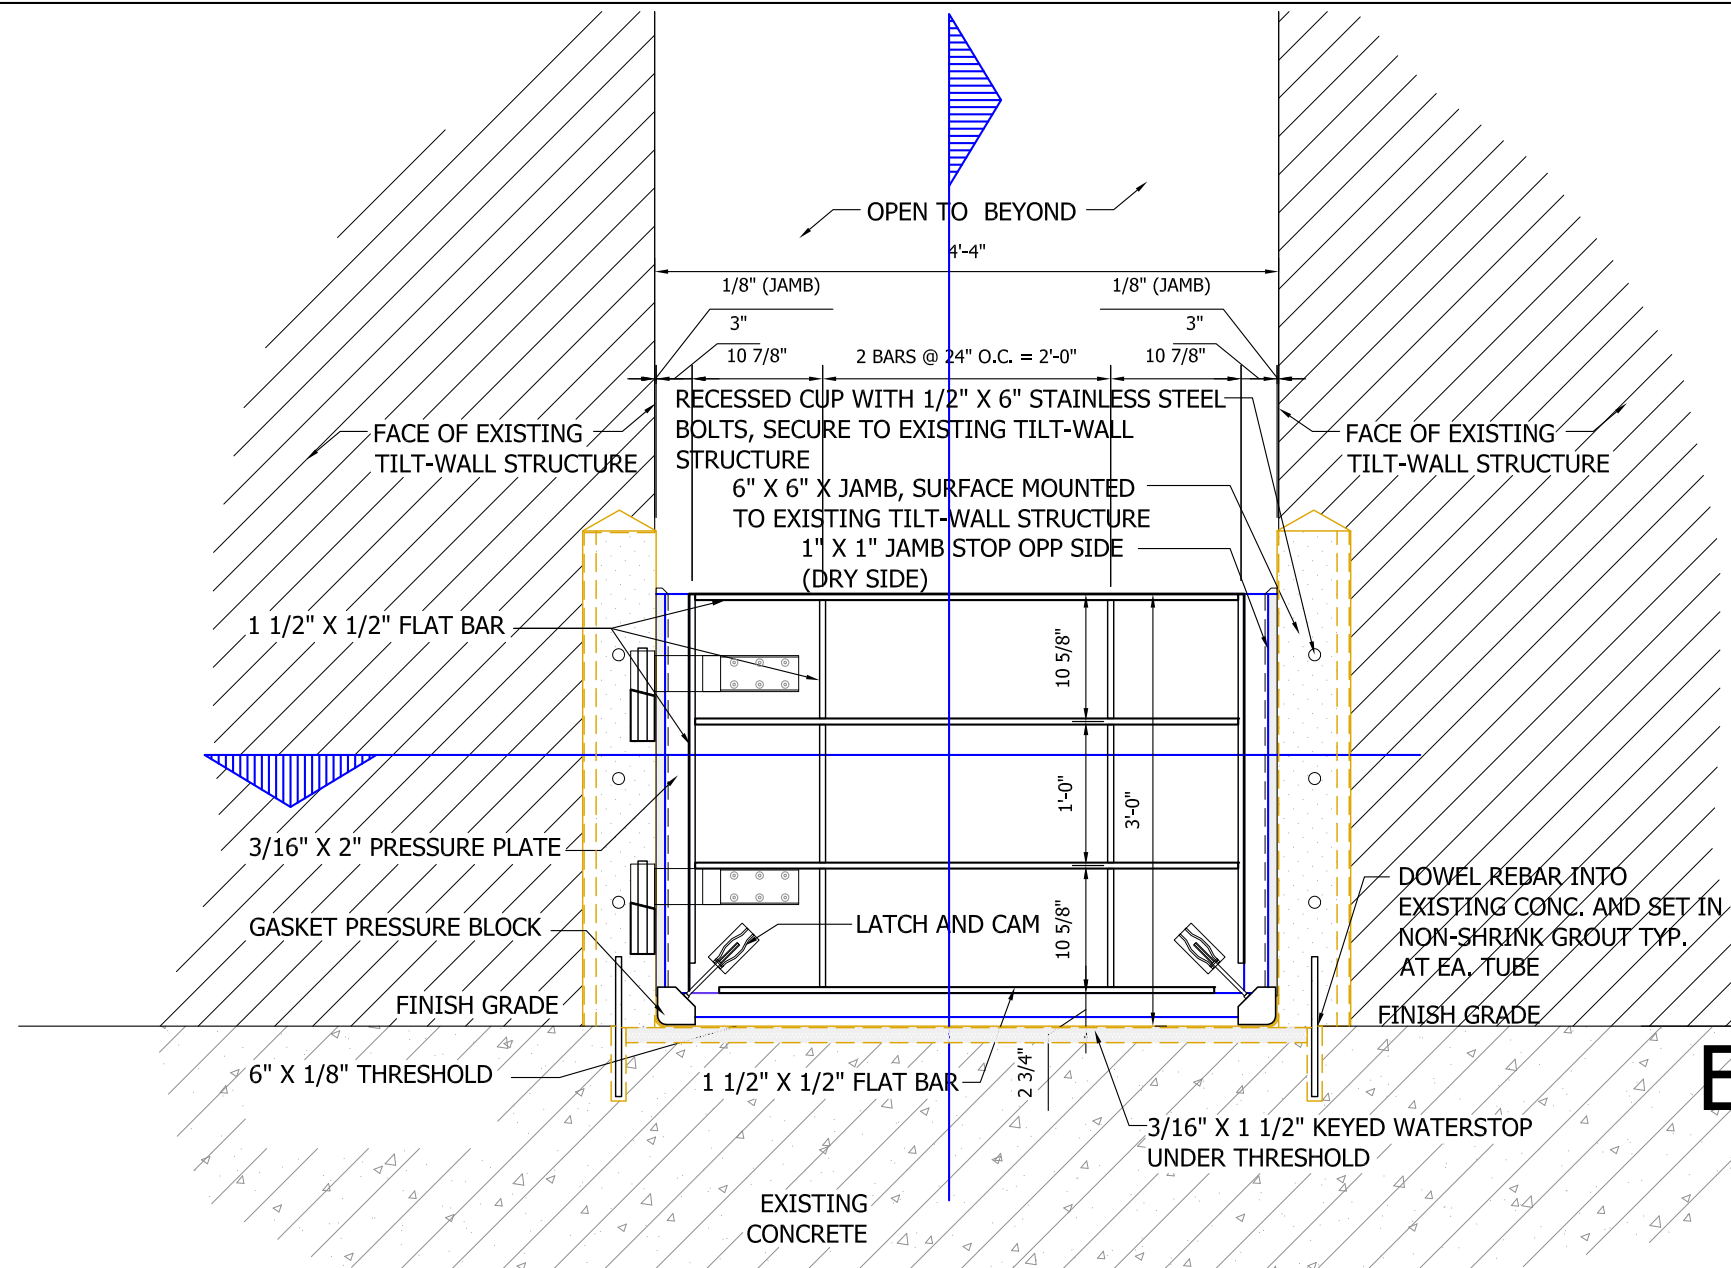 OPEN TO BEYOND
4'-4"
1/8" (JAMB)
1/8" (JAMB)
3"
3"
10 7/8"
2 BARS @ 24" O.C. = 2'-0"
10 7/8"
RECESSED CUP WITH 1/2" X 6" STAINLESS STEEL
BOLTS, SECURE TO EXISTING TILT-WALL
STRUCTURE
FACE OF EXISTING
TILT-WALL STRUCTURE
FACE OF EXISTING
TILT-WALL STRUCTURE
6" X 6" X JAMB, SURFACE MOUNTED
TO EXISTING TILT-WALL STRUCTURE
1" X 1" JAMB STOP OPP SIDE
(DRY SIDE)
1 1/2" X 1/2" FLAT BAR
10 5/8"
1'-0"
3'-0"
10 5/8"
3/16" X 2" PRESSURE PLATE
GASKET PRESSURE BLOCK
LATCH AND CAM
DOWEL REBAR INTO
EXISTING CONC. AND SET IN
NON-SHRINK GROUT TYP.
AT EA. TUBE
FINISH GRADE
FINISH GRADE
6" X 1/8" THRESHOLD
1 1/2" X 1/2" FLAT BAR
2 3/4"
3/16" X 1 1/2" KEYED WATERSTOP
UNDER THRESHOLD
EXISTING
CONCRETE